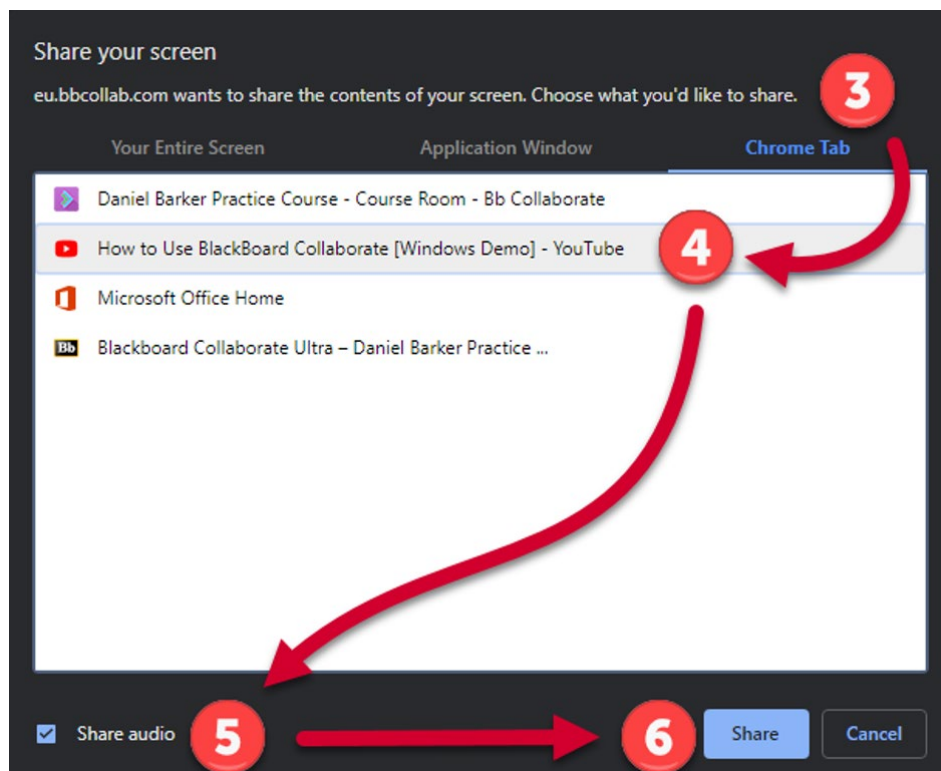 Share your screen
eu.bbcollab.com wants to share the contents of your screen. Choose what you'd like to share.
3
Your Entire Screen
Application Window
Chrome Tab
Daniel Barker Practice Course - Course Room - Bb Collaborate
How to Use BlackBoard Collaborate [Windows Demo] - YouTube
4
Microsoft Office Home
Bb Blackboard Collaborate Ultra – Daniel Barker Practice ...
Share audio
5
6
Share
Cancel